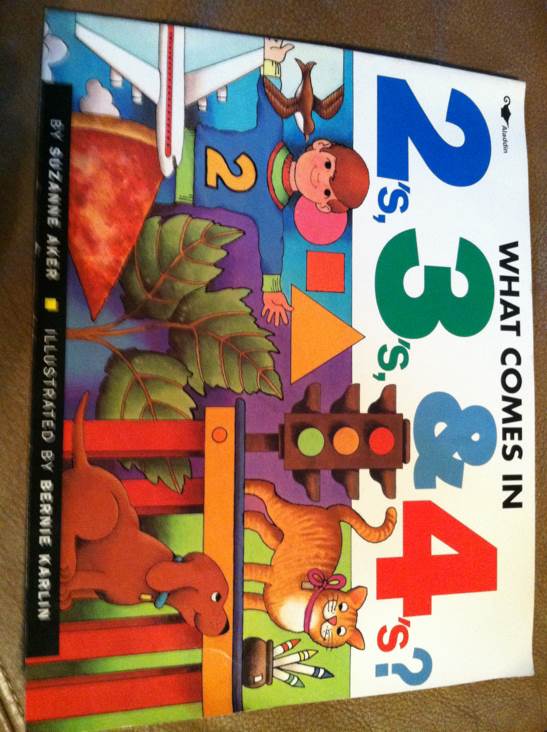 Aladdin
WHAT COMES IN
2's, 3's, & 4's?
2
BY SUZANNE AKER ILLUSTRATED BY BERNIE KARLIN